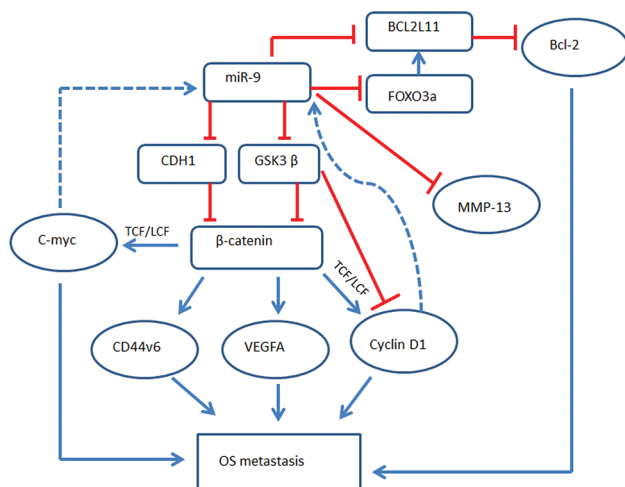 BCL2L11
Bcl-2
miR-9
FOXO3a
CDH1
GSK3 β
MMP-13
C-myc
TCF/LCF
β-catenin
TCF/LCF
CD44v6
VEGFA
Cyclin D1
OS metastasis